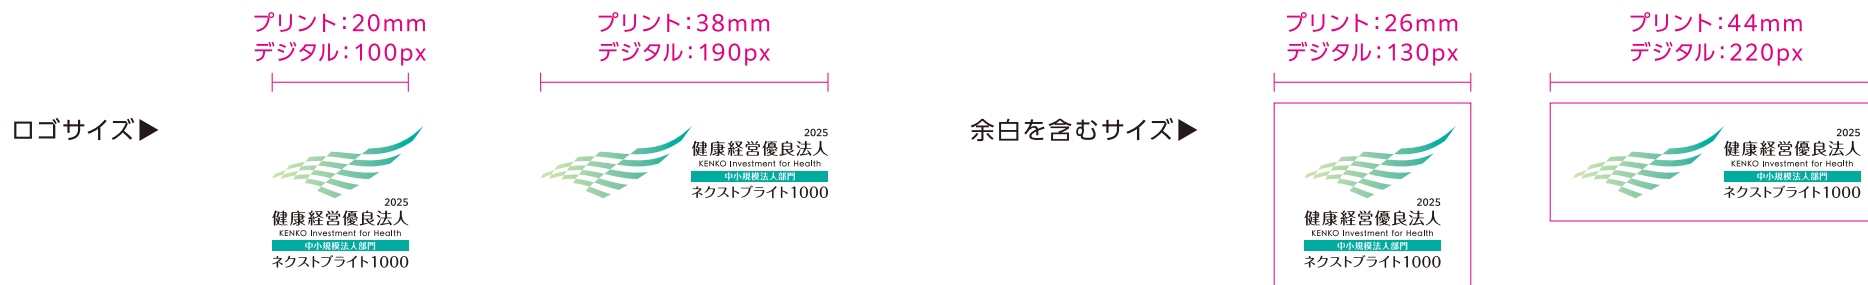 プリント：20mm
デジタル：100px
プリント：38mm
デジタル：190px
プリント：26mm
デジタル：130px
プリント：44mm
デジタル：220px
ロゴサイズ▶
2025
健康経営優良法人
KENKO Investment for Health
中小規模法人部門
ネクストブライト1000
2025
健康経営優良法人
KENKO Investment for Health
中小規模法人部門
ネクストブライト1000
余白を含むサイズ▶
2025
健康経営優良法人
KENKO Investment for Health
中小規模法人部門
ネクストブライト1000
2025
健康経営優良法人
KENKO Investment for Health
中小規模法人部門
ネクストブライト1000